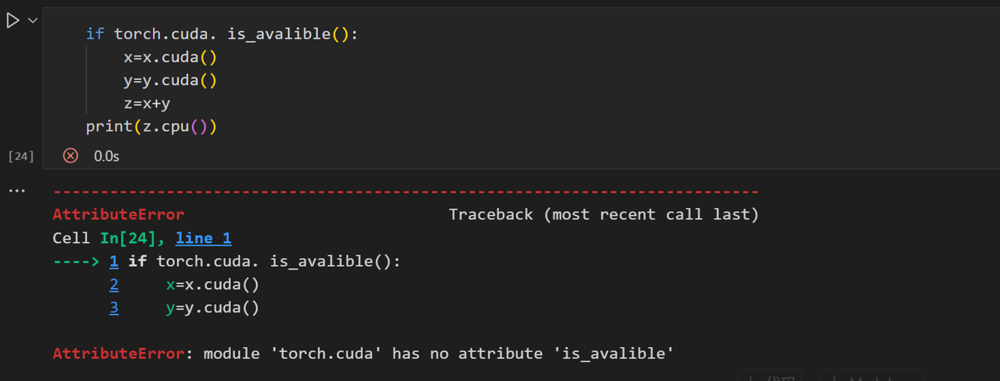 if torch.cuda. is_avalible():
x=x.cuda()
y=y.cuda()
z=x+y
print(z.cpu())
[24]
0.0s
...
---------------------------------------------------------------------------
AttributeError Traceback (most recent call last)
Cell In[24], line 1
----> 1 if torch.cuda. is_avalible():
2 x=x.cuda()
3 y=y.cuda()
AttributeError: module 'torch.cuda' has no attribute 'is_avalible'